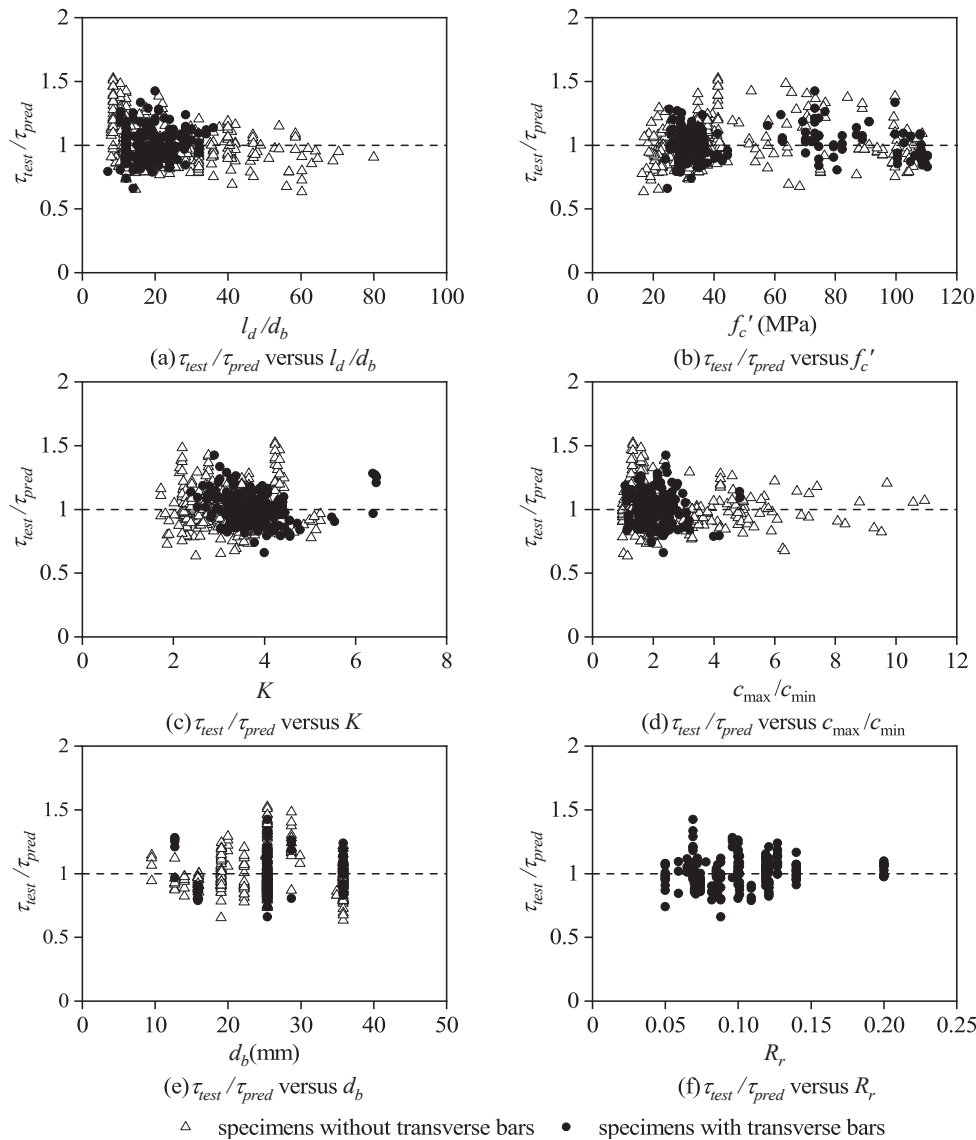 2
1.5
1
0.5
0
0 20 40 60 80 100
τtest/τpred
ld/db
(a) τtest/τpred versus ld/db
2
1.5
1
0.5
0
0 20 40 60 80 100 120
τtest/τpred
fc′ (MPa)
(b) τtest/τpred versus fc′
2
1.5
1
0.5
0
0 2 4 6 8
τtest/τpred
K
(c) τtest/τpred versus K
2
1.5
1
0.5
0
0 2 4 6 8 10 12
τtest/τpred
cmax/cmin
(d) τtest/τpred versus cmax/cmin
2
1.5
1
0.5
0
0 10 20 30 40 50
τtest/τpred
db(mm)
(e) τtest/τpred versus db
2
1.5
1
0.5
0
0 0.05 0.10 0.15 0.20 0.25
τtest/τpred
Rr
(f) τtest/τpred versus Rr
△ specimens without transverse bars ● specimens with transverse bars